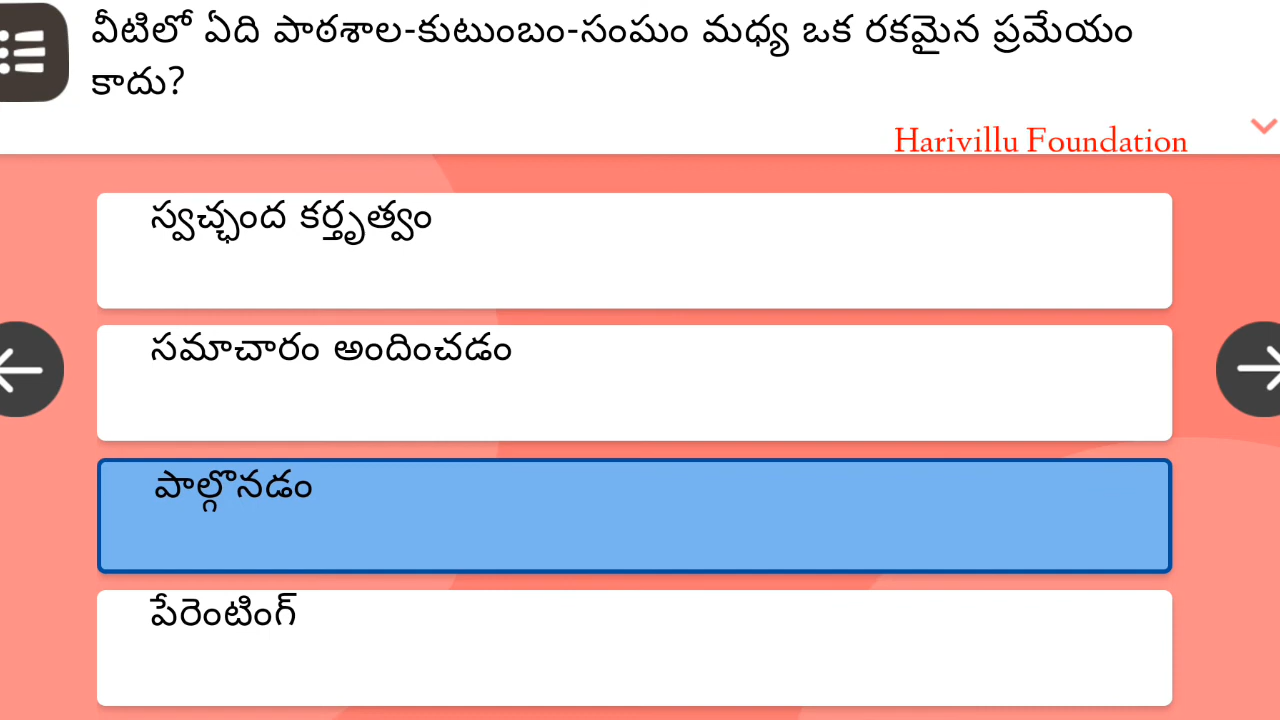 వీటిలో ఏది పాఠశాల-కుటుంబం-సంఘం మధ్య ఒక రకమైన ప్రమేయం
కాదు?
Harivillu Foundation
స్వచ్ఛంద కర్తృత్వం
సమాచారం అందించడం
పాల్గొనడం
పేరెంటింగ్